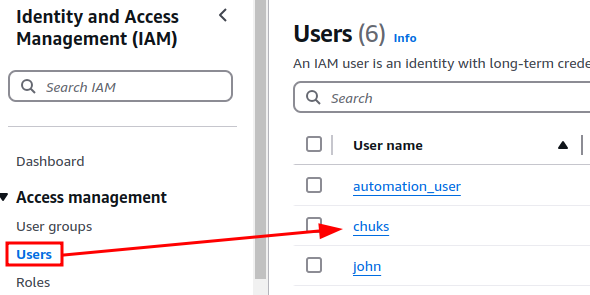 Identity and Access
Management (IAM)
Search IAM
Dashboard
Access management
User groups
Users
Roles
Users (6) Info
An IAM user is an identity with long-term crede
Search
User name
automation_user
chuks
john